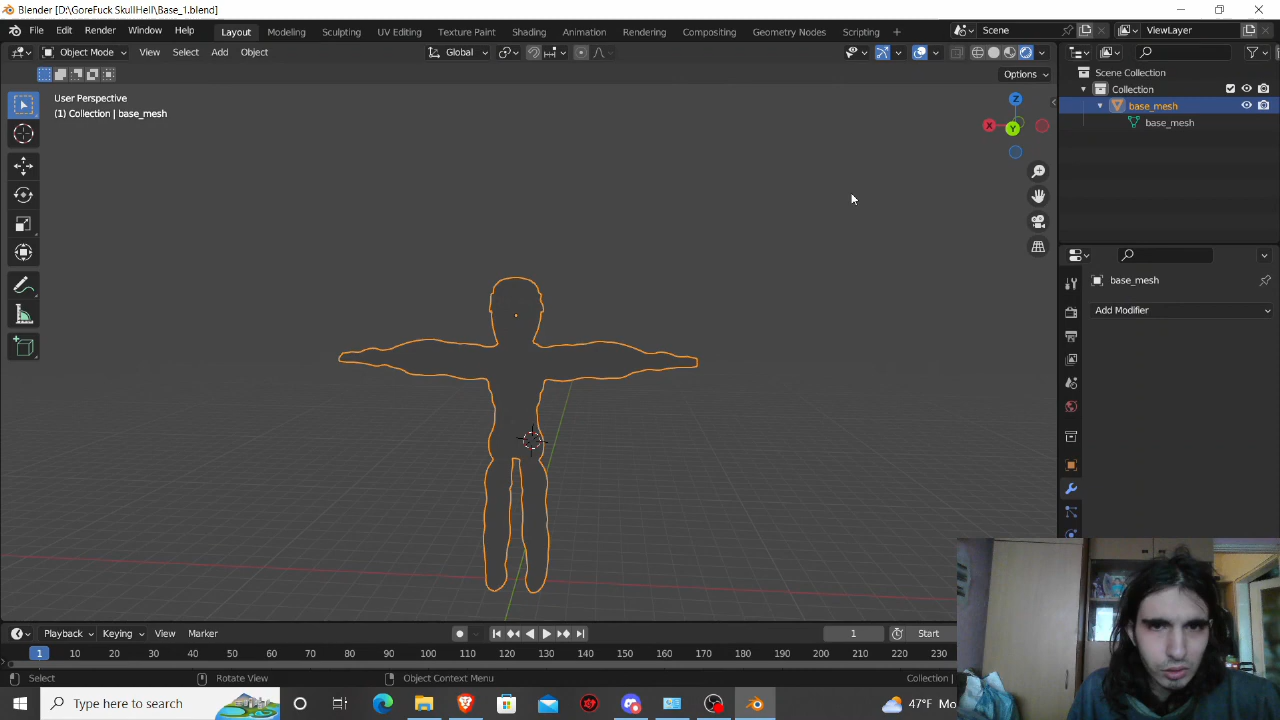 Blender [D:\GoreFuck SkullHell\Base_1.blend]
File Edit Render Window Help Layout Modeling Sculpting UV Editing Texture Paint Shading Animation Rendering Compositing Geometry Nodes Scripting + Scene ViewLayer
Object Mode View Select Add Object Global
Options
User Perspective
(1) Collection | base_mesh
Z
X
Y
Scene Collection
Collection
base_mesh
base_mesh
base_mesh
Add Modifier
Playback Keying View Marker 1 Start
1 10 20 30 40 50 60 70 80 90 100 110 120 130 140 150 160 170 180 190 200 210 220 230
Select Rotate View Object Context Menu Collection |
Type here to search 47°F Mo